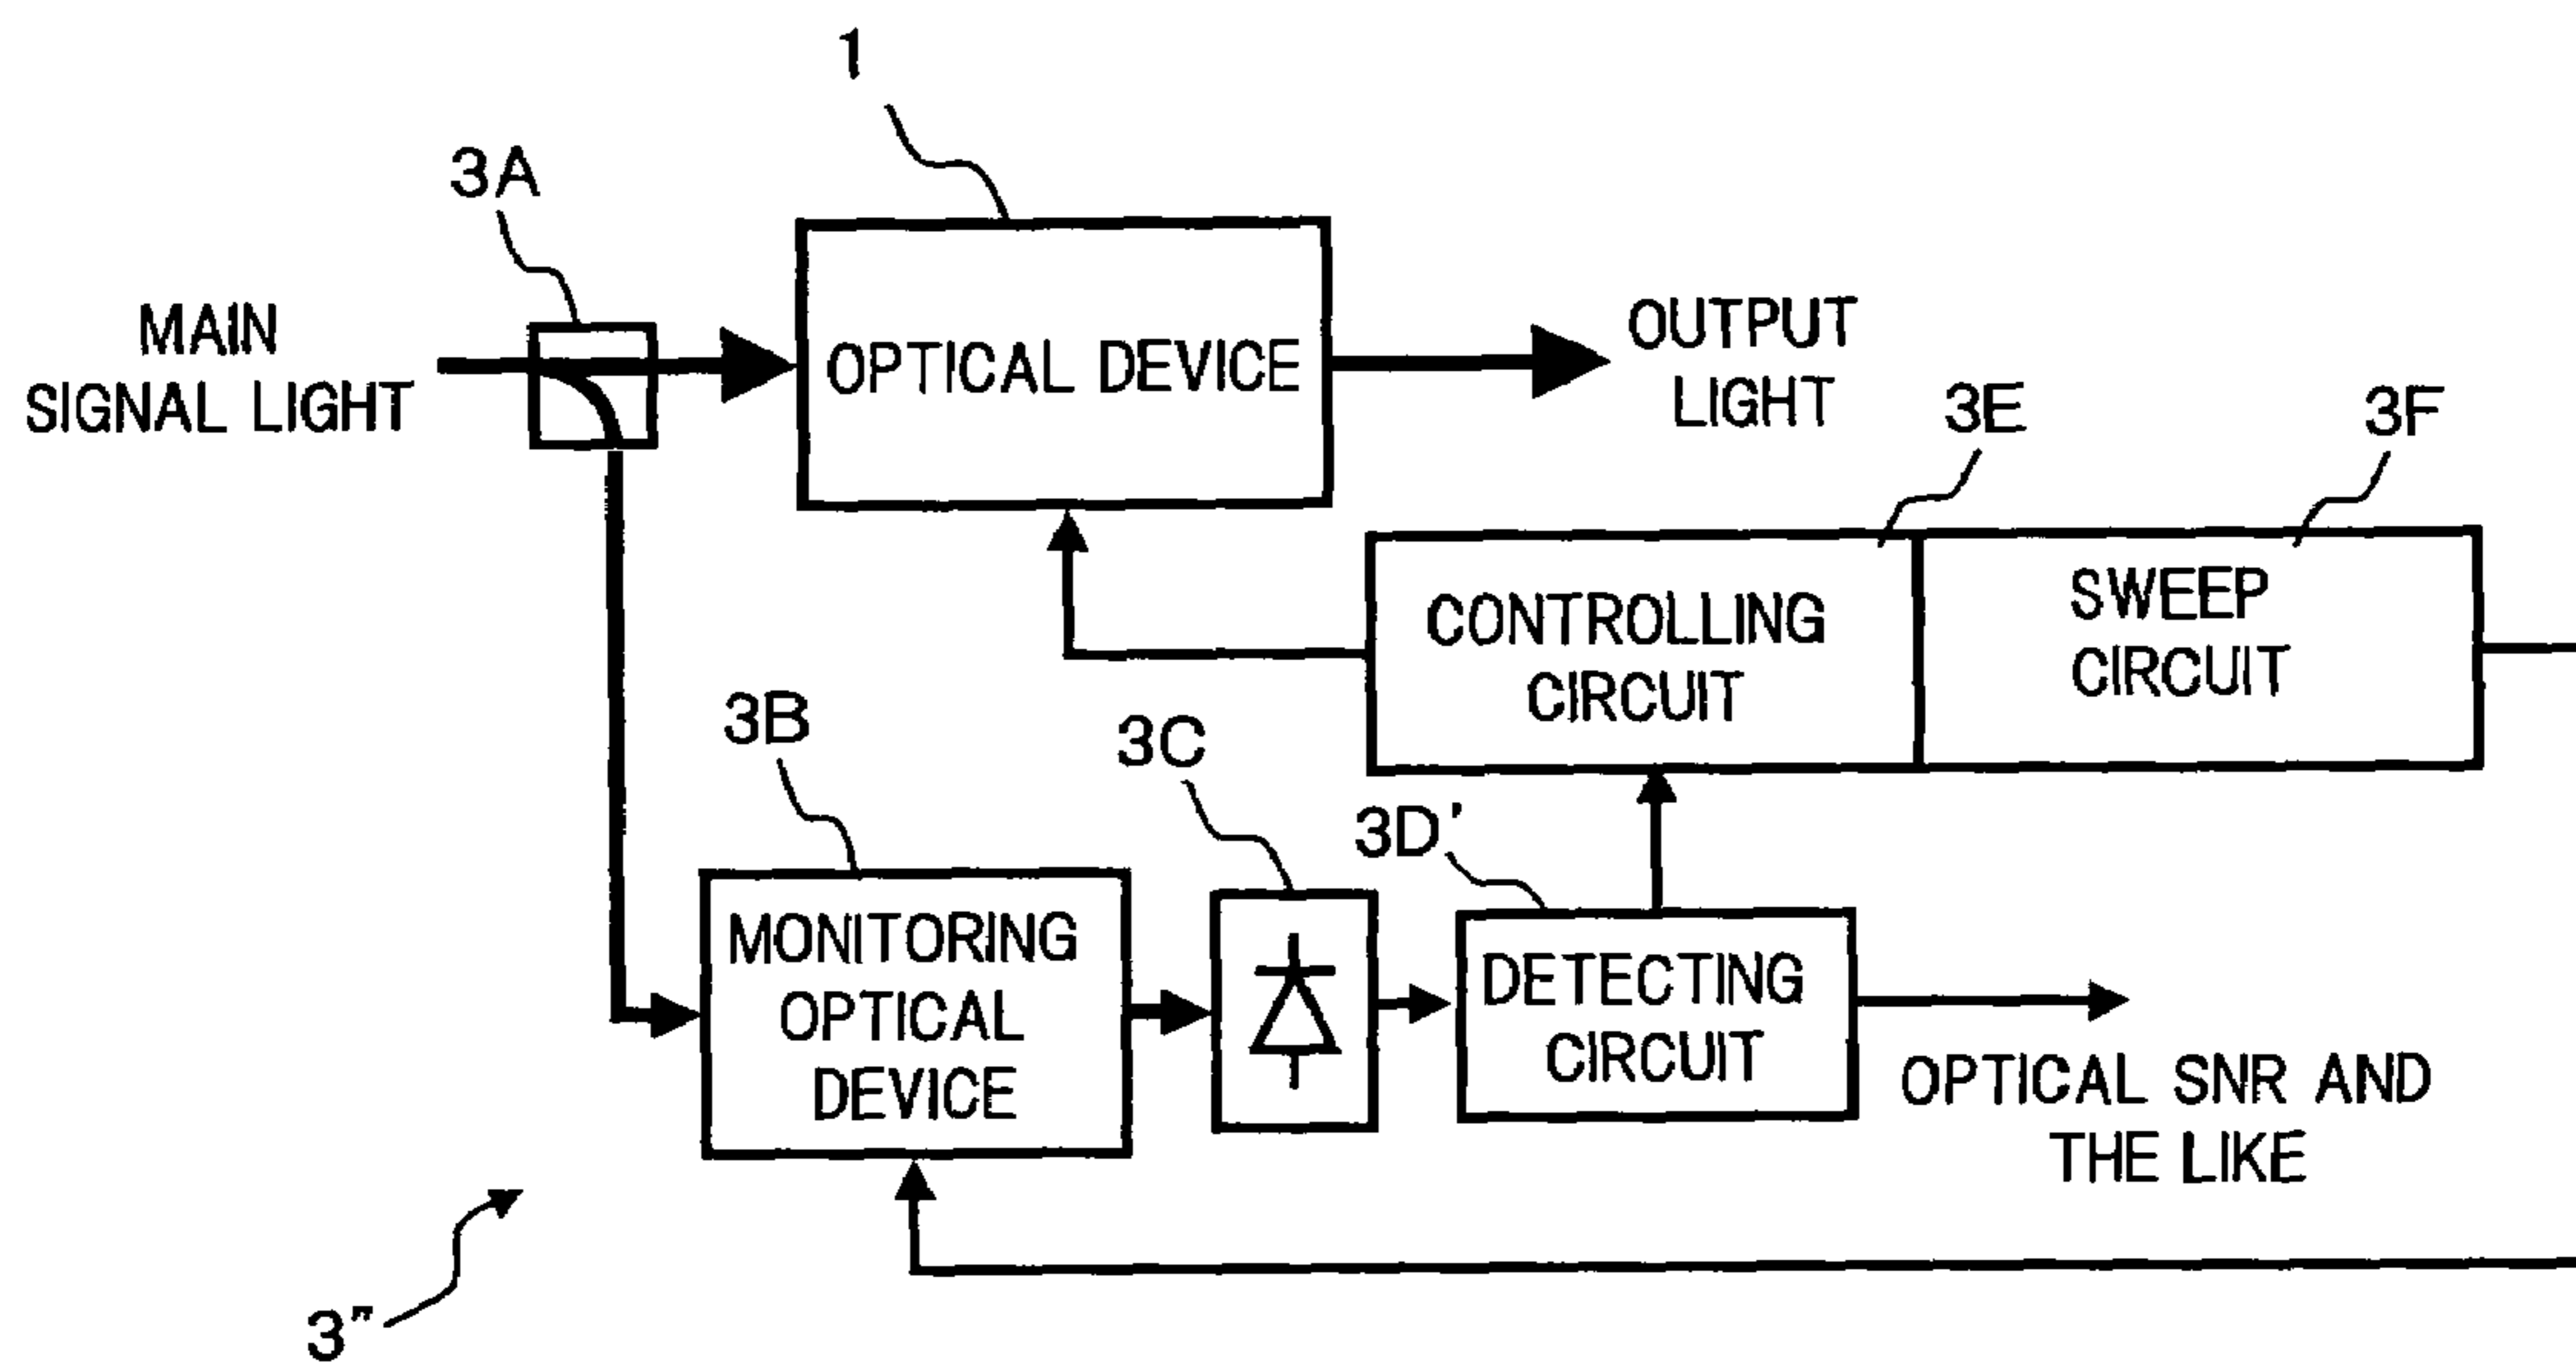 1
3A
MAIN
SIGNAL LIGHT
OPTICAL DEVICE
OUTPUT
LIGHT
3E
3F
CONTROLLING
CIRCUIT
SWEEP
CIRCUIT
3B
3C
3D'
MONITORING
OPTICAL
DEVICE
DETECTING
CIRCUIT
OPTICAL SNR AND
THE LIKE
3"